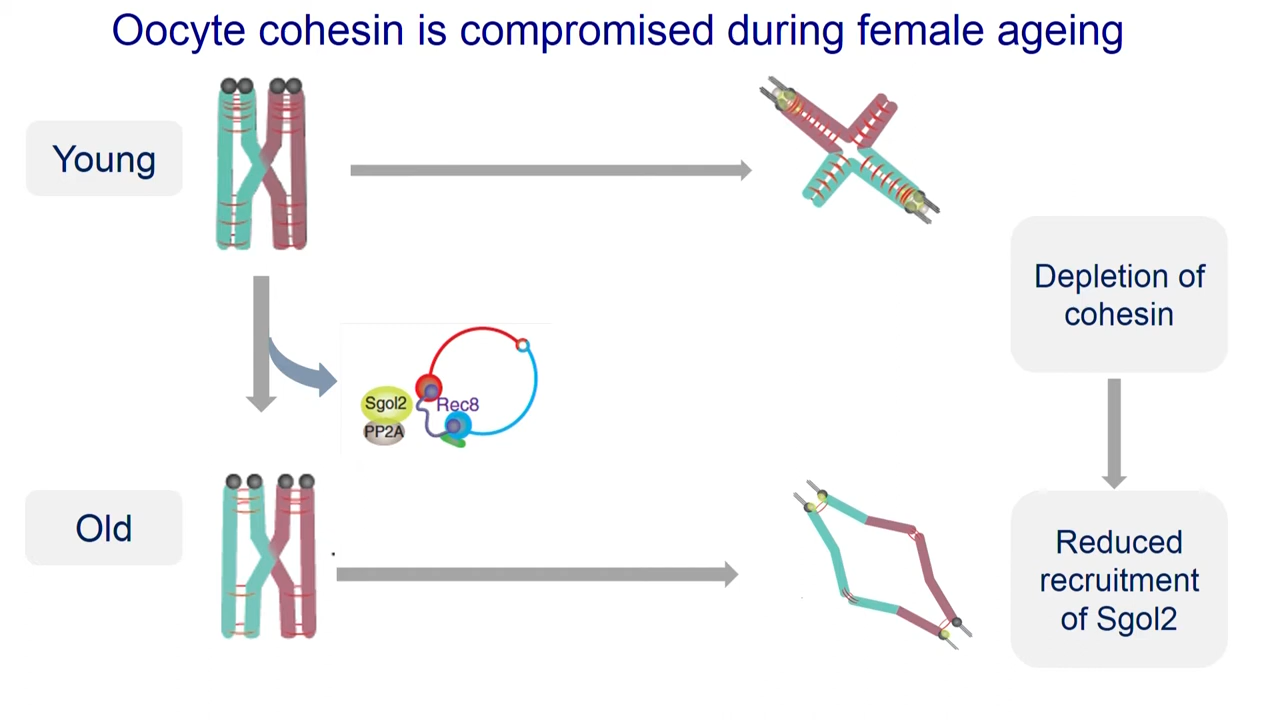 Oocyte cohesin is compromised during female ageing
Young
Depletion of
cohesin
Sgol2
Rec8
PP2A
Old
Reduced
recruitment
of Sgol2